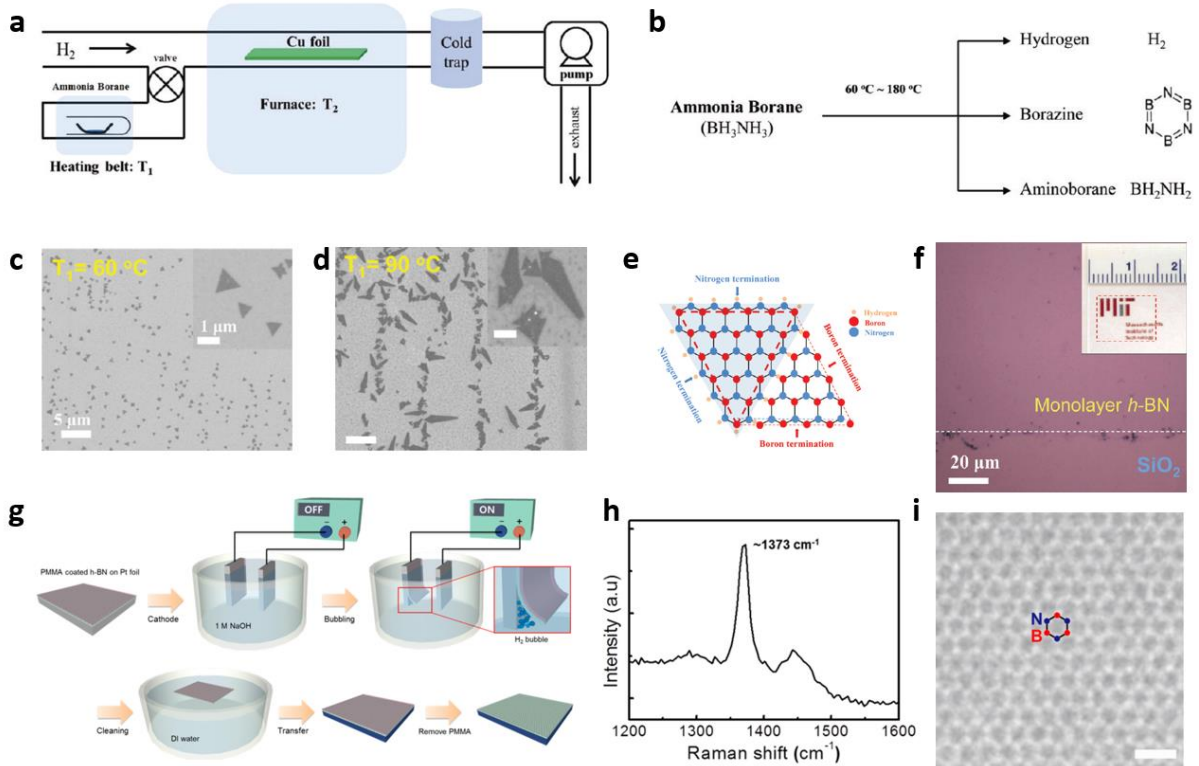 a
H₂
valve
Cu foil
Cold
trap
pump
Ammonia Borane
Furnace: T₂
Heating belt: T₁
exhaust
b
Hydrogen H₂
60 °C ~ 180 °C
Ammonia Borane
(BH₃NH₃)
Borazine
N
B B
N N
B
Aminoborane BH₂NH₂
c
T₁= 60 °C
1 μm
5 μm
d
T₁= 90 °C
e
Nitrogen termination
Hydrogen
Boron
Nitrogen
Nitrogen termination
Boron termination
Boron termination
f
1 2
Monolayer h-BN
20 μm
SiO₂
g
OFF
- +
ON
- +
PMMA coated h-BN on Pt foil
Cathode
1 M NaOH
Bubbling
H₂ bubble
Cleaning
DI water
Transfer
Remove PMMA
h
~1373 cm⁻¹
Intensity (a.u)
1200 1300 1400 1500 1600
Raman shift (cm⁻¹)
i
N
B